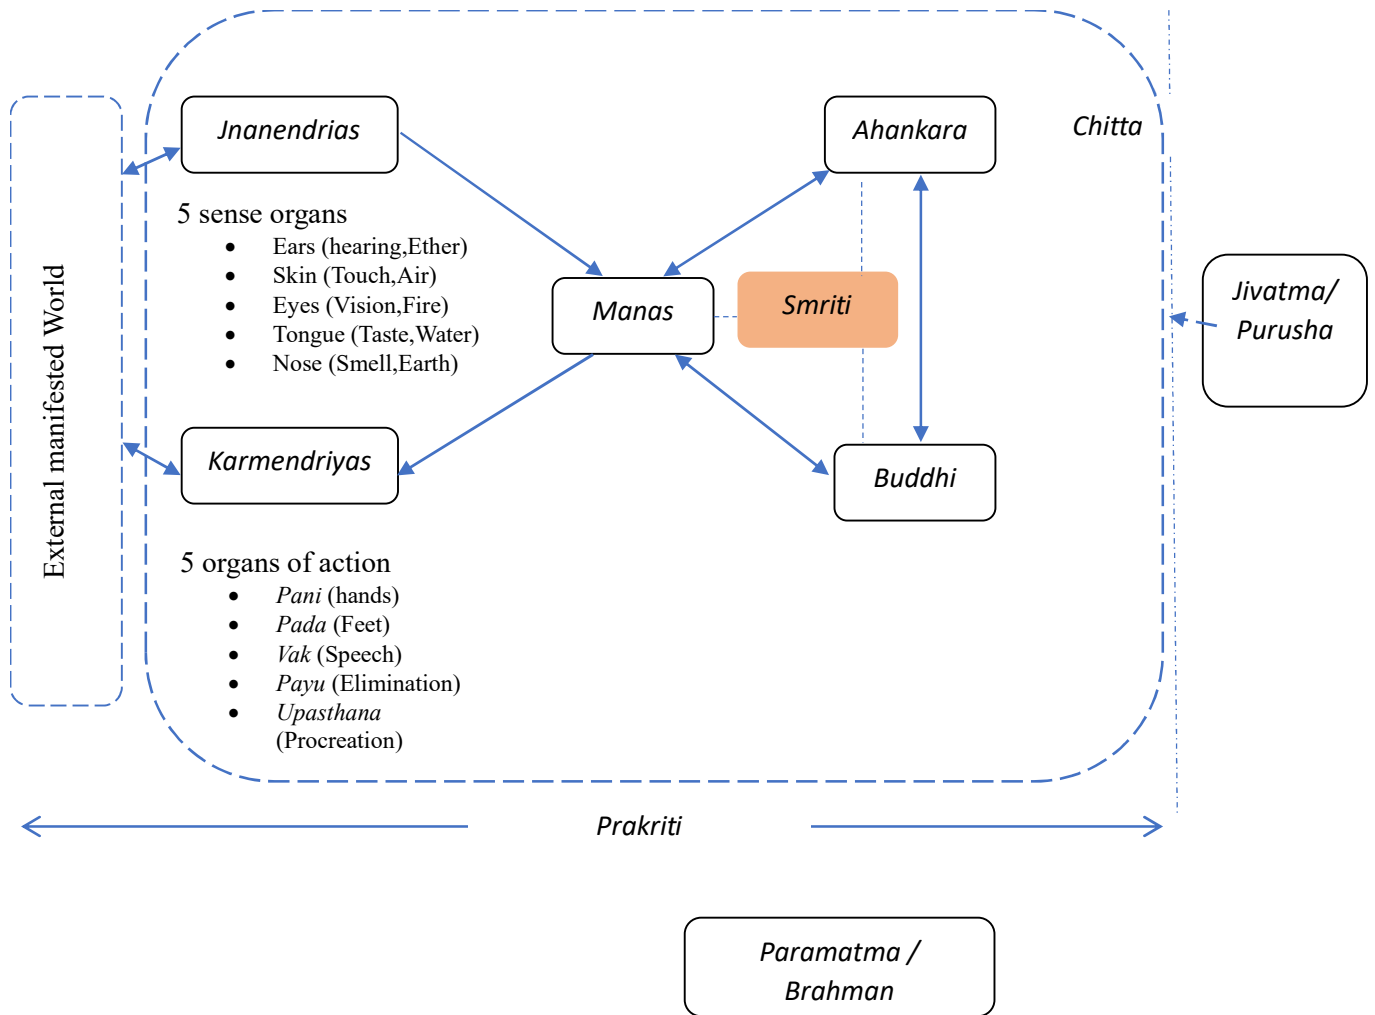 External manifested World
Jnanendrias
5 sense organs
• Ears (hearing,Ether)
• Skin (Touch,Air)
• Eyes (Vision,Fire)
• Tongue (Taste,Water)
• Nose (Smell,Earth)
Karmendriyas
5 organs of action
• Pani (hands)
• Pada (Feet)
• Vak (Speech)
• Payu (Elimination)
• Upasthana
(Procreation)
Manas
Smriti
Ahankara
Buddhi
Chitta
Jivatma/
Purusha
Prakriti
Paramatma /
Brahman